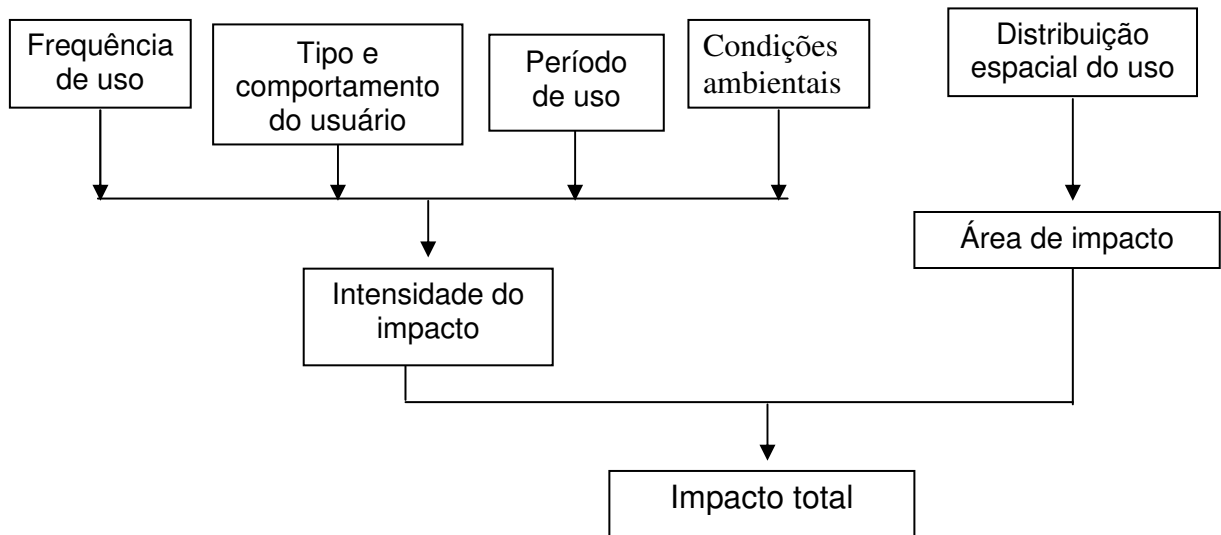 Frequência
de uso
Tipo e
comportamento
do usuário
Período
de uso
Condições
ambientais
Distribuição
espacial do uso
Área de impacto
Intensidade do
impacto
Impacto total